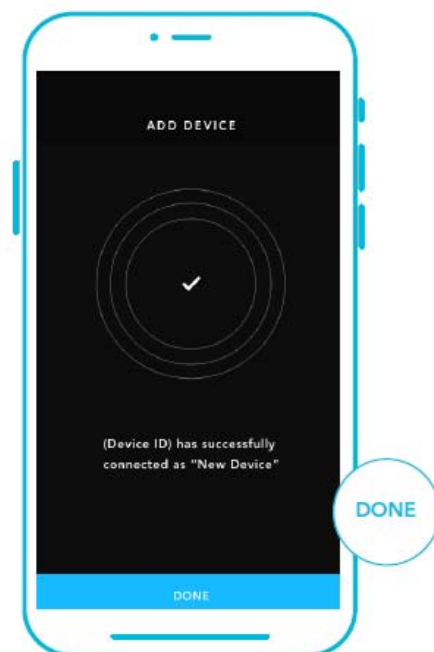 ADD DEVICE
(Device ID) has successfully
connected as “New Device”
DONE
DONE